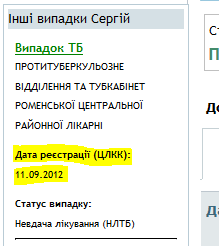 Інші випадки Сергій
Випадок ТБ
ПРОТИТУБЕРКУЛЬОЗНЕ
ВІДДІЛЕННЯ ТА ТУБКАБІНЕТ
РОМЕНСЬКОЇ ЦЕНТРАЛЬНОЇ
РАЙОННОЇ ЛІКАРНІ
Дата реєстрації (ЦЛКК):
11.09.2012
Статус випадку:
Невдача лікування (НЛТБ)